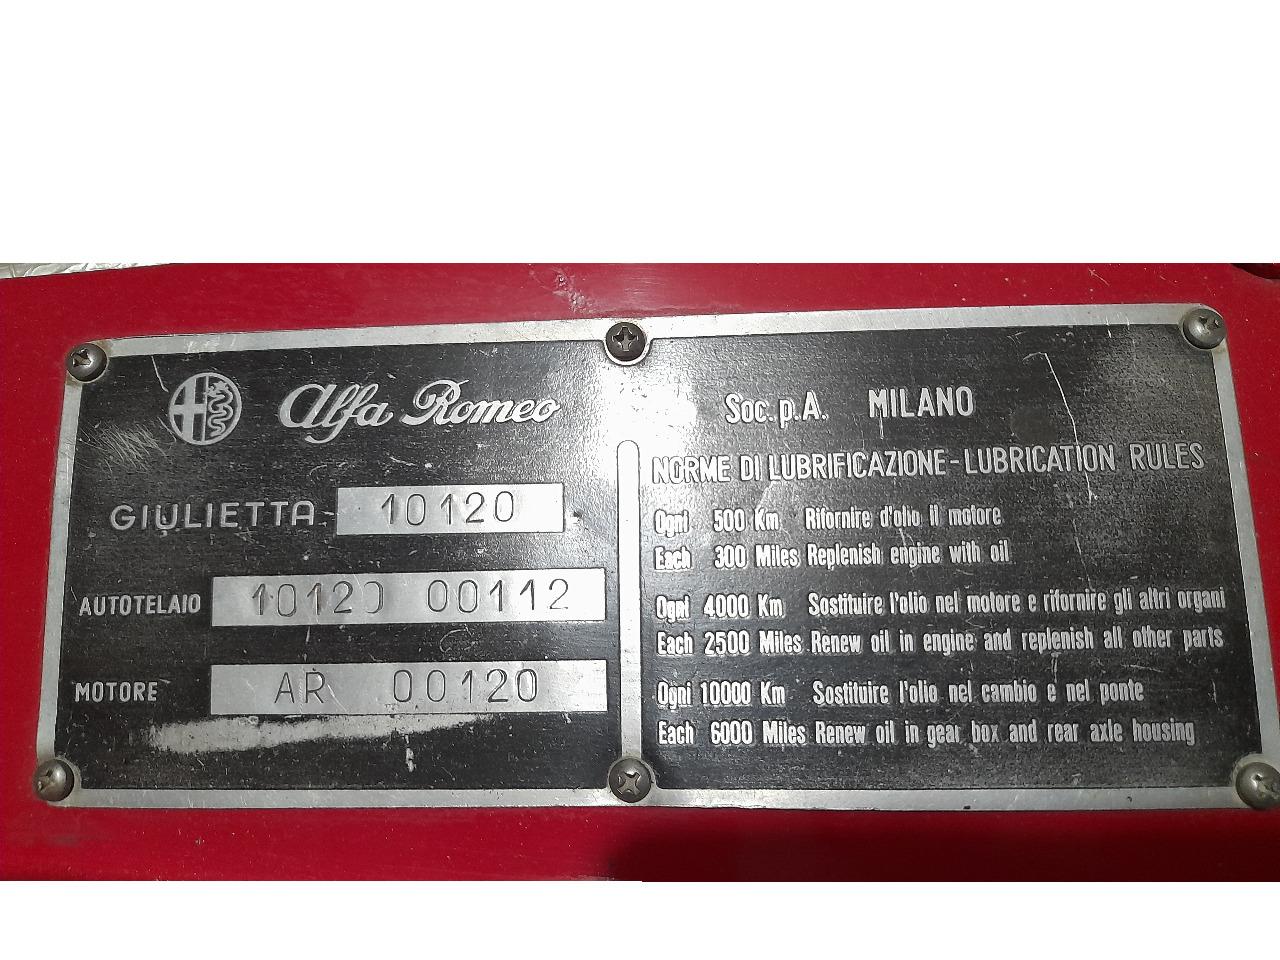 Alfa Romeo
GIULIETTA 10120
AUTOTELAIO 10120 00112
MOTORE AR 00120
Soc. p. A. MILANO
NORME DI LUBRIFICAZIONE - LUBRICATION RULES
Ogni 500 Km Rifornire d'olio il motore
Each 300 Miles Replenish engine with oil
Ogni 4000 Km Sostituire l'olio nel motore e rifornire gli altri organi
Each 2500 Miles Renew oil in engine and replenish all other parts
Ogni 10000 Km Sostituire l'olio nel cambio e nel ponte
Each 6000 Miles Renew oil in gear box and rear axle housing